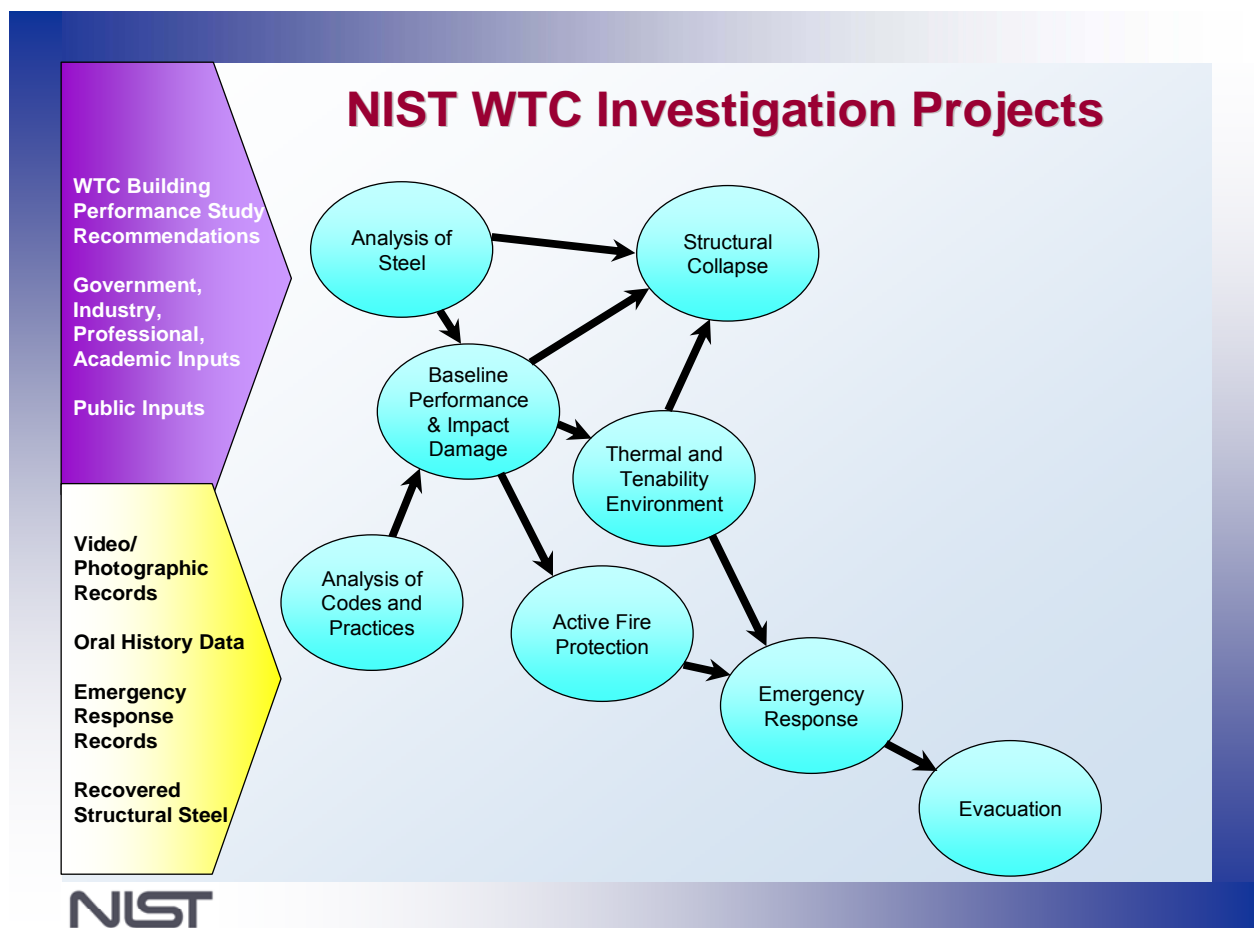 NIST WTC Investigation Projects
WTC Building
Performance Study
Recommendations
Government,
Industry,
Professional,
Academic Inputs
Public Inputs
Video/
Photographic
Records
Oral History Data
Emergency
Response
Records
Recovered
Structural Steel
Analysis of
Steel
Structural
Collapse
Baseline
Performance
& Impact
Damage
Thermal and
Tenability
Environment
Analysis of
Codes and
Practices
Active Fire
Protection
Emergency
Response
Evacuation
NIST